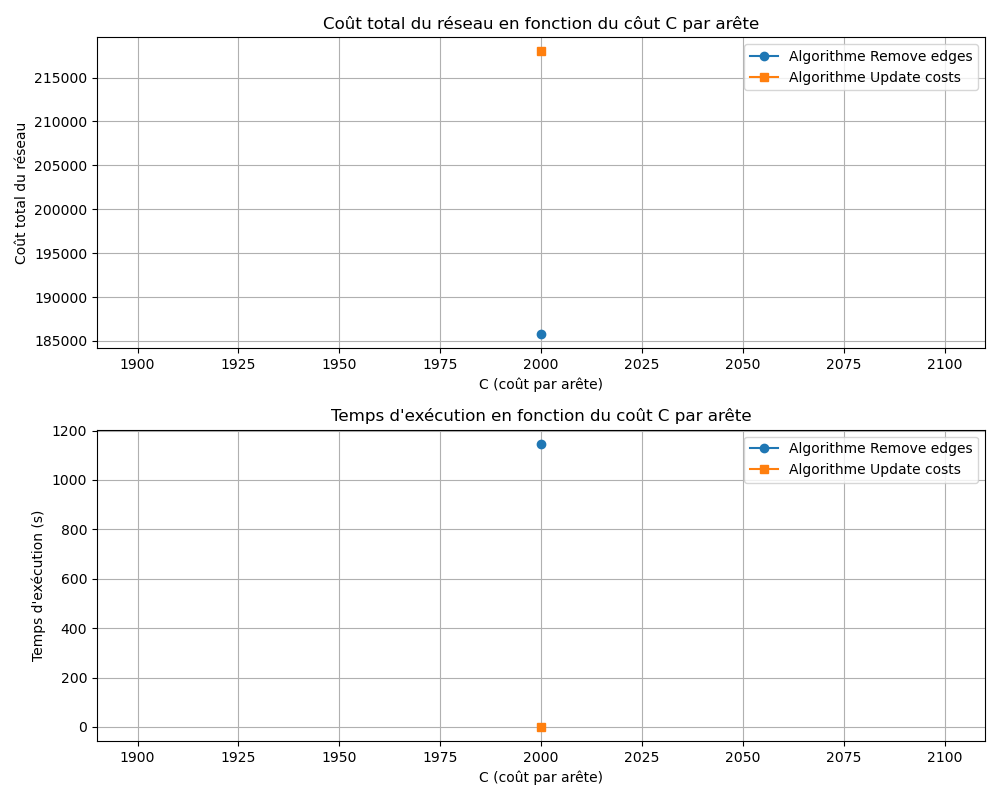 Coût total du réseau en fonction du côut C par arête
Coût total du réseau
215000
210000
205000
200000
195000
190000
185000
Algorithme Remove edges
Algorithme Update costs
1900 1925 1950 1975 2000 2025 2050 2075 2100
C (coût par arête)
Temps d'exécution en fonction du coût C par arête
Temps d'exécution (s)
1200
1000
800
600
400
200
0
Algorithme Remove edges
Algorithme Update costs
1900 1925 1950 1975 2000 2025 2050 2075 2100
C (coût par arête)